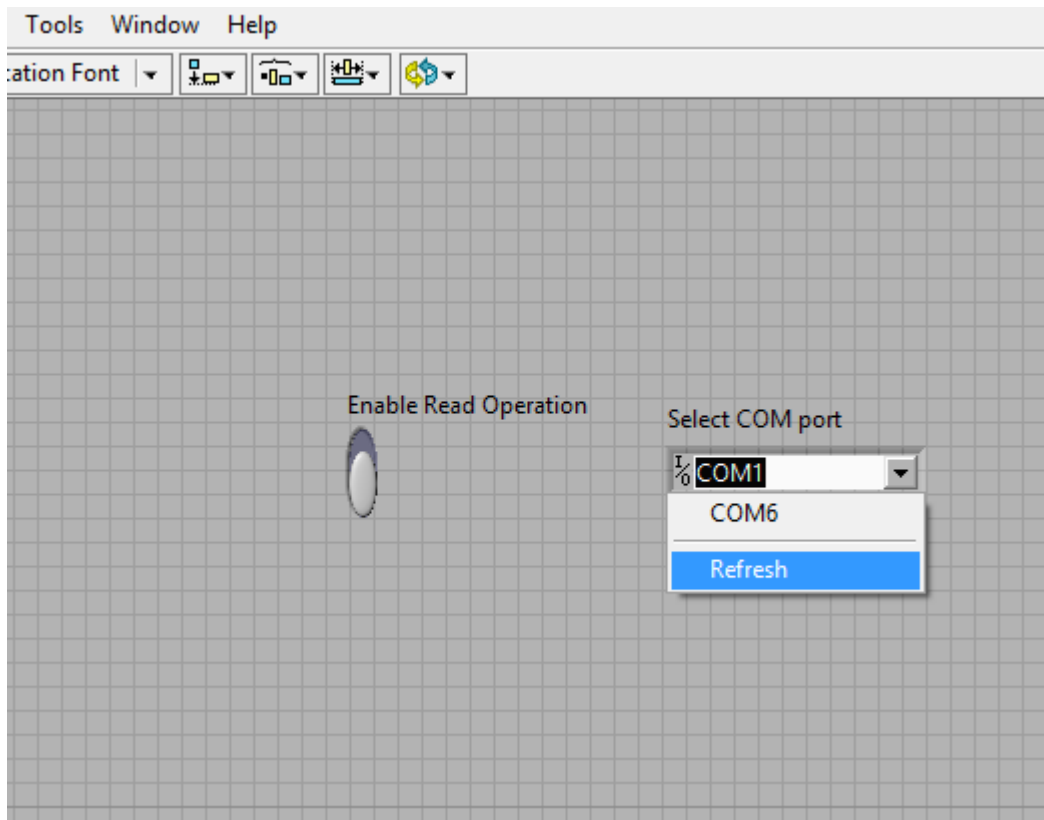 Tools Window Help
cation Font
Enable Read Operation
Select COM port
I/O COM1
COM6
Refresh